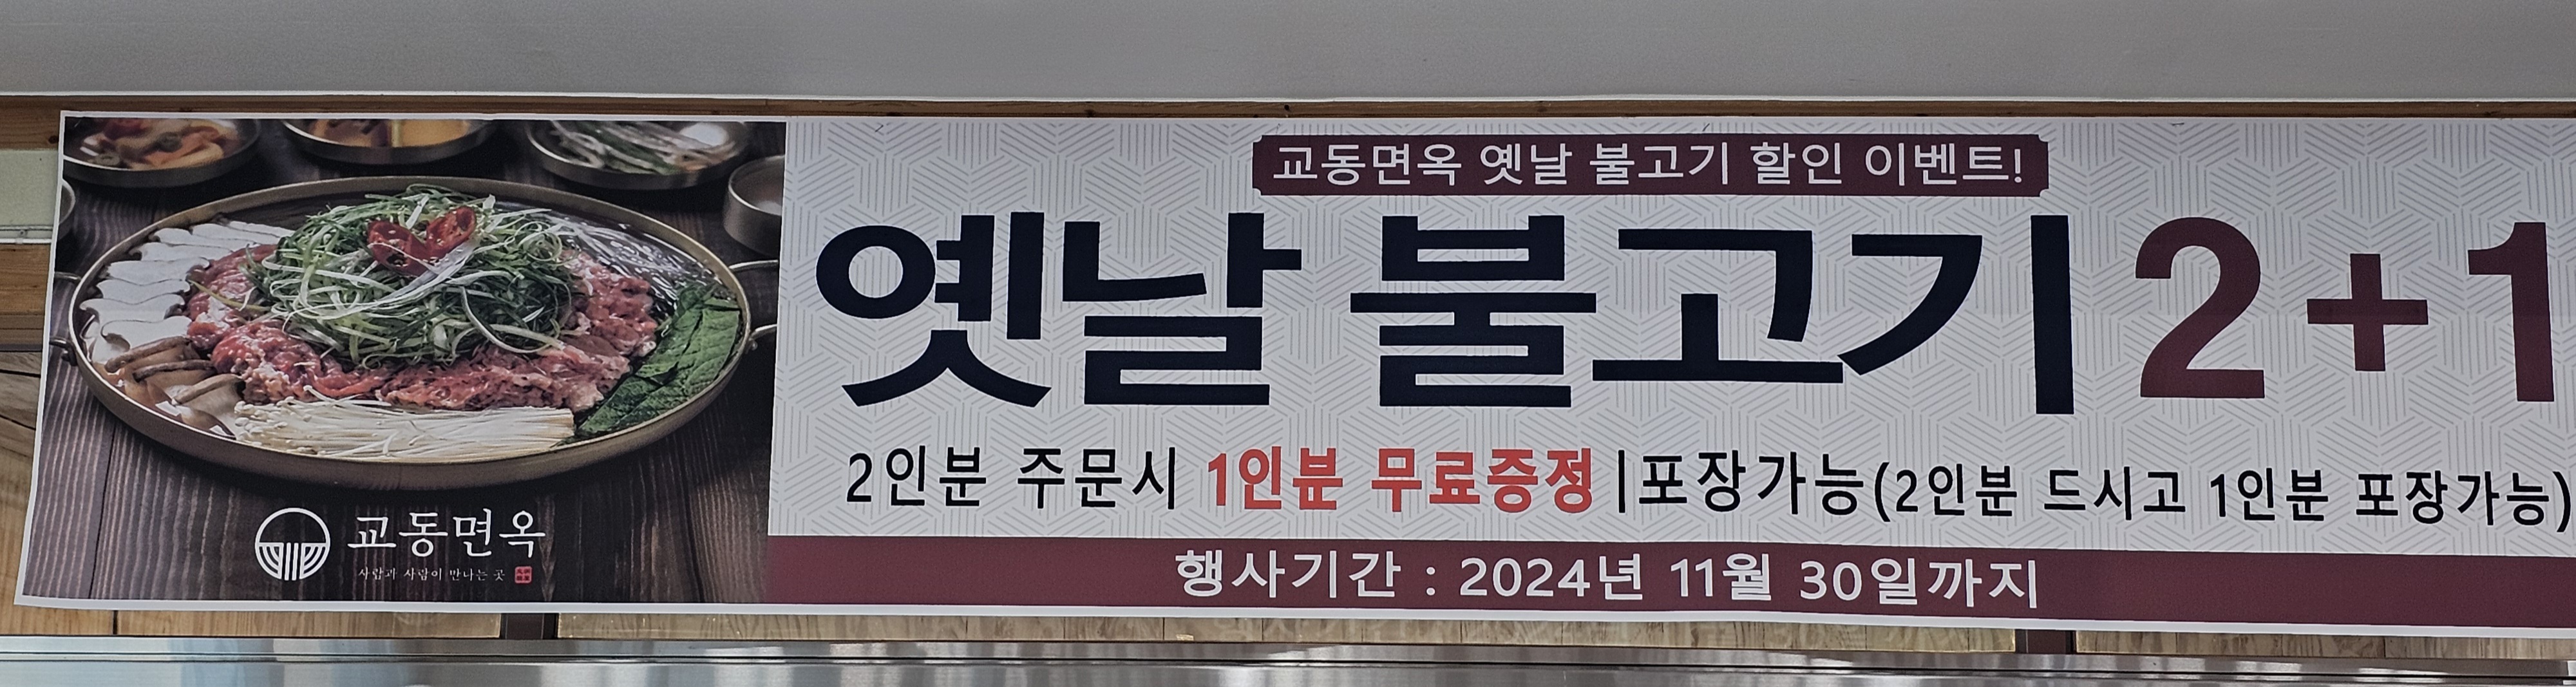 교동면옥 옛날 불고기 할인 이벤트!
옛날 불고기 2+1
2인분 주문시 1인분 무료증정 | 포장가능(2인분 드시고 1인분 포장가능)
행사기간 : 2024년 11월 30일까지
교동면옥
사람과 사람이 만나는 곳